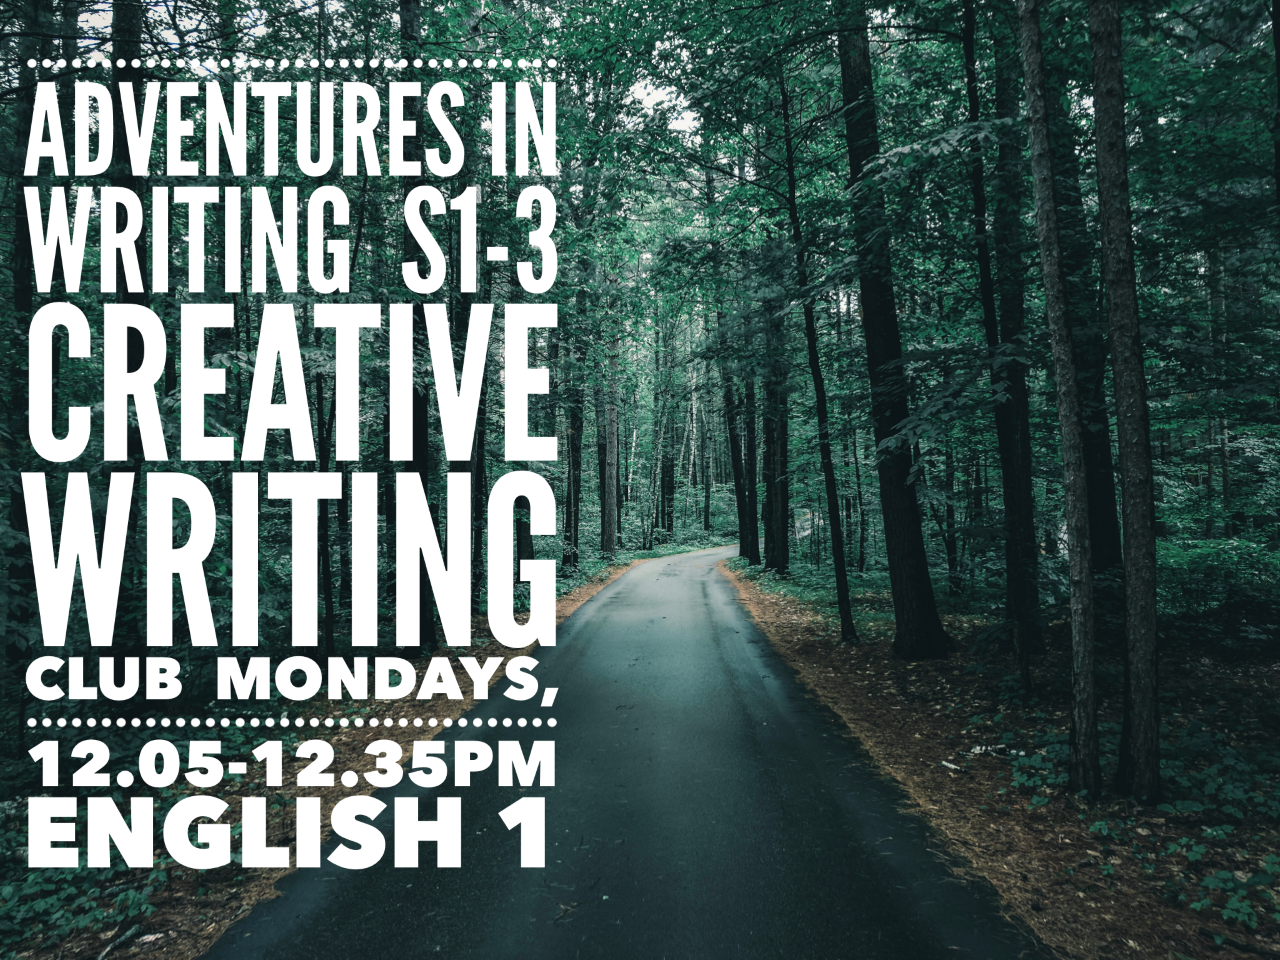 ADVENTURES IN
WRITING S1-3
CREATIVE
WRITING
CLUB MONDAYS,
12.05-12.35PM
ENGLISH 1